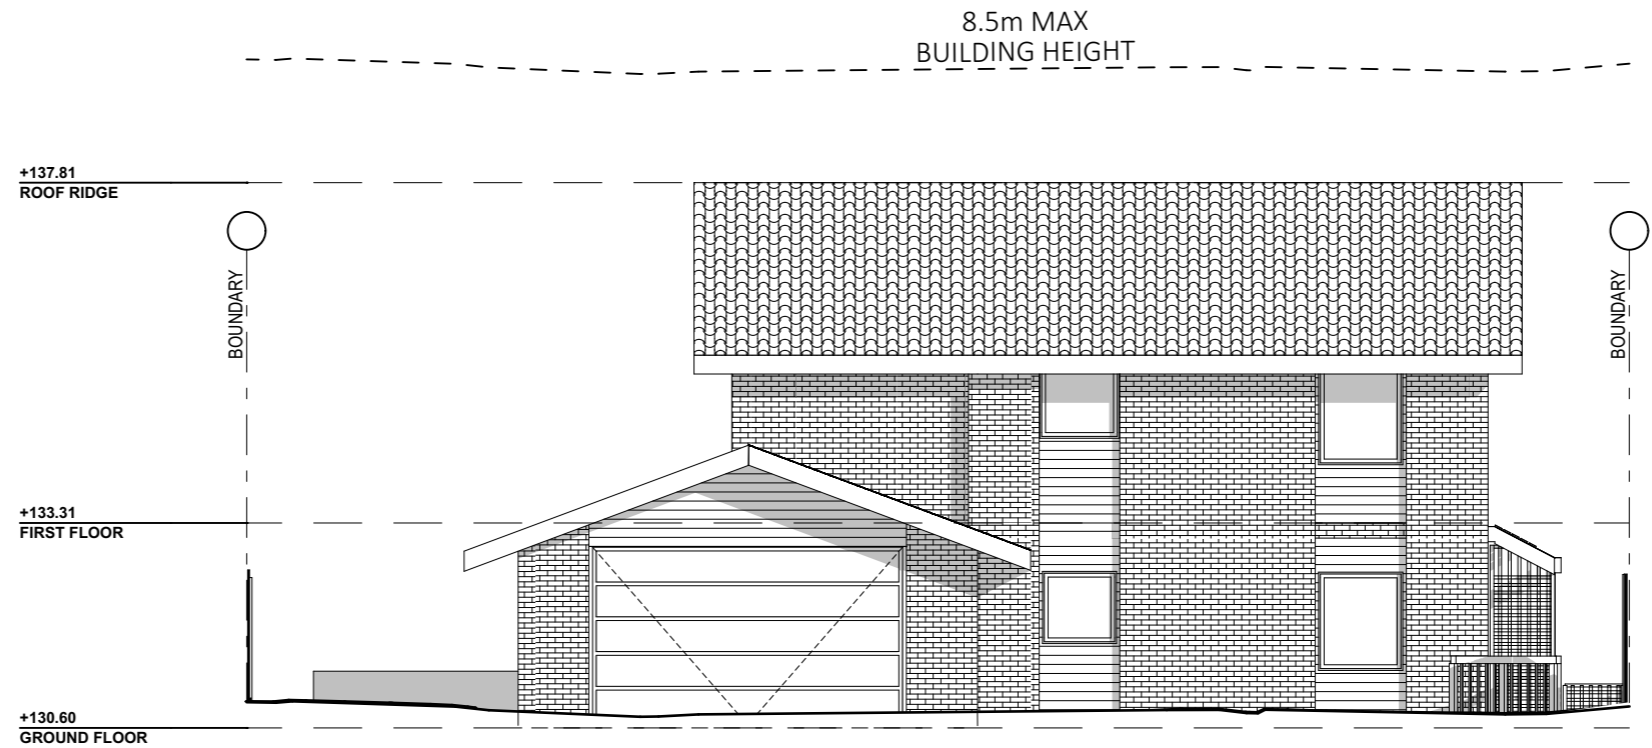 8.5m MAX
BUILDING HEIGHT
+137.81
ROOF RIDGE
BOUNDARY
BOUNDARY
+133.31
FIRST FLOOR
+130.60
GROUND FLOOR